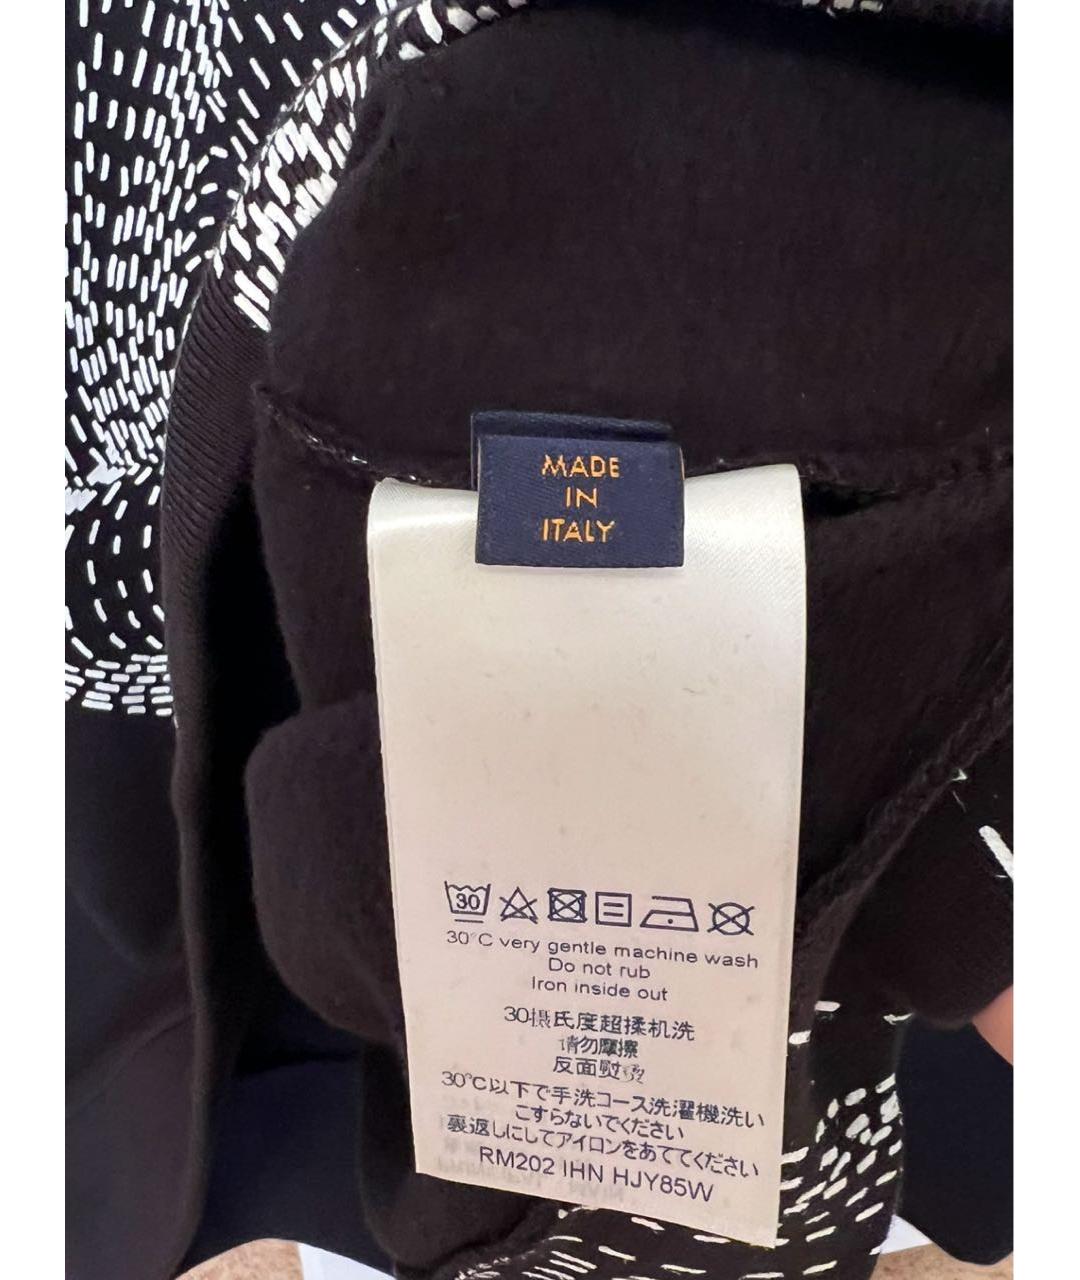 MADE
IN
ITALY
30
30°C very gentle machine wash
Do not rub
Iron inside out
30摄氏度超揉机洗
请勿摩擦
反面熨烫
30℃以下で手洗コース洗濯機洗い
こすらないでください
裏返しにしてアイロンをあててください
RM202 IHN HJY85W